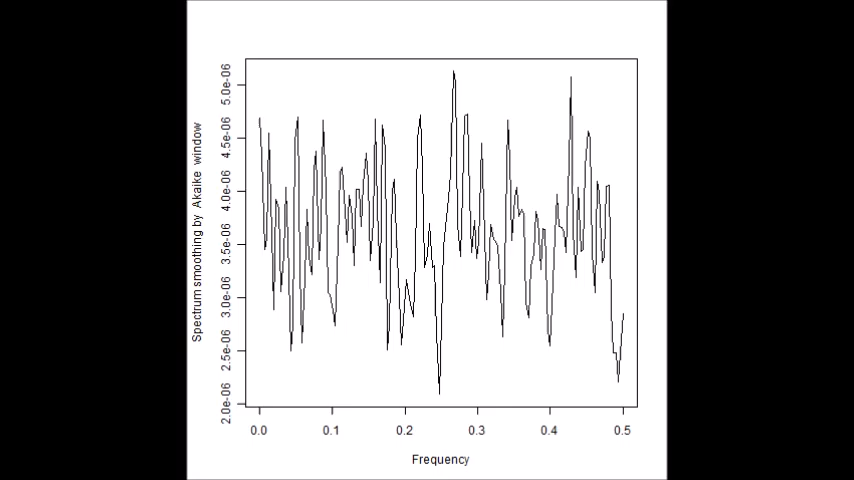 Spectrum smoothing by  Akaike  window
5.0e-06
4.5e-06
4.0e-06
3.5e-06
3.0e-06
2.5e-06
2.0e-06
0.0 0.1 0.2 0.3 0.4 0.5
Frequency